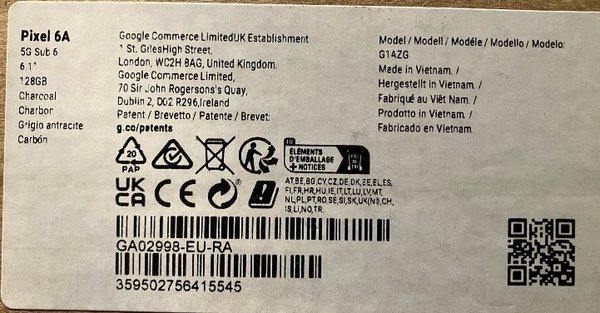 Pixel 6A
5G Sub 6
6.1"
128GB
Charcoal
Charbon
Grigio antracite
Carbón
Google Commerce LimitedUK Establishment
1 St. GilesHigh Street,
London, WC2H 8AG, United Kingdom.
Google Commerce Limited,
70 Sir John Rogersons's Quay,
Dublin 2, D02 R296,Ireland
Patent / Brevetto / Patente / Brevet:
g.co/patents
Model / Modell / Modèle / Modello / Modelo:
G1AZG
Made in Vietnam. /
Hergestellt in Vietnam. /
Fabriqué au Viêt Nam. /
Prodotto in Vietnam. /
Fabricado en Vietnam.
20
PAP
ÉLÉMENTS
D'EMBALLAGE
+ NOTICES
UK
CA
CE
AT,BE,BG,CY,CZ,DE,DK,EE,EL,ES,
FI,FR,HR,HU,IE,IT,LT,LU,LV,MT
NL,PL,PT,RO,SE,SI,SK,UK(NI),CH,
IS,LI,NO,TR.
GA02998-EU-RA
359502756415545